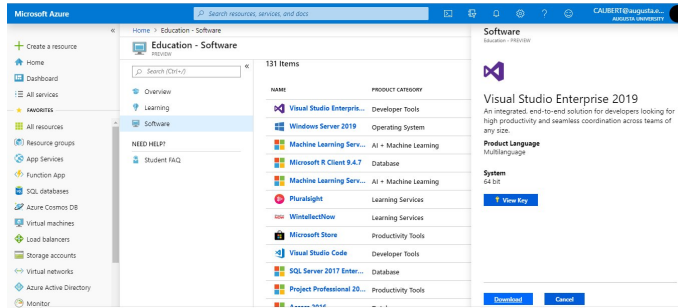 Microsoft Azure
Search resources, services, and docs
CALIBERT@augusta.e...
AUGUSTA UNIVERSITY
Create a resource
Home
Dashboard
All services
FAVORITES
All resources
Resource groups
App Services
Function App
SQL databases
Azure Cosmos DB
Virtual machines
Load balancers
Storage accounts
Virtual networks
Azure Active Directory
Monitor
Home > Education - Software
Education - Software
PREVIEW
Search (Ctrl+/)
Overview
Learning
Software
NEED HELP?
Student FAQ
131 Items
NAME PRODUCT CATEGORY
Visual Studio Enterpris... Developer Tools
Windows Server 2019 Operating System
Machine Learning Serv... AI + Machine Learning
Microsoft R Client 9.4.7 Database
Machine Learning Serv... AI + Machine Learning
Pluralsight Learning Services
WintellectNow Learning Services
Microsoft Store Productivity Tools
Visual Studio Code Developer Tools
SQL Server 2017 Enter... Database
Project Professional 20... Productivity Tools
Access 2016
Software
Education - PREVIEW
Visual Studio Enterprise 2019
An integrated, end-to-end solution for developers looking for
high productivity and seamless coordination across teams of
any size.
Product Language
Multilanguage
System
64 bit
View Key
Download Cancel